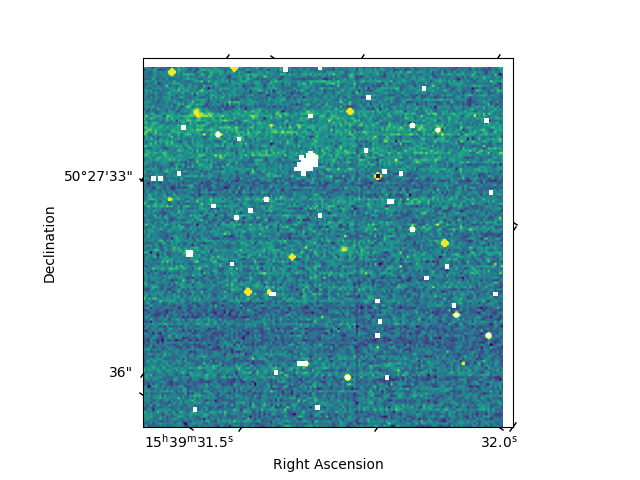 50°27'33"
Declination
36"
15ʰ39ᵐ31.5ˢ
32.0ˢ
Right Ascension